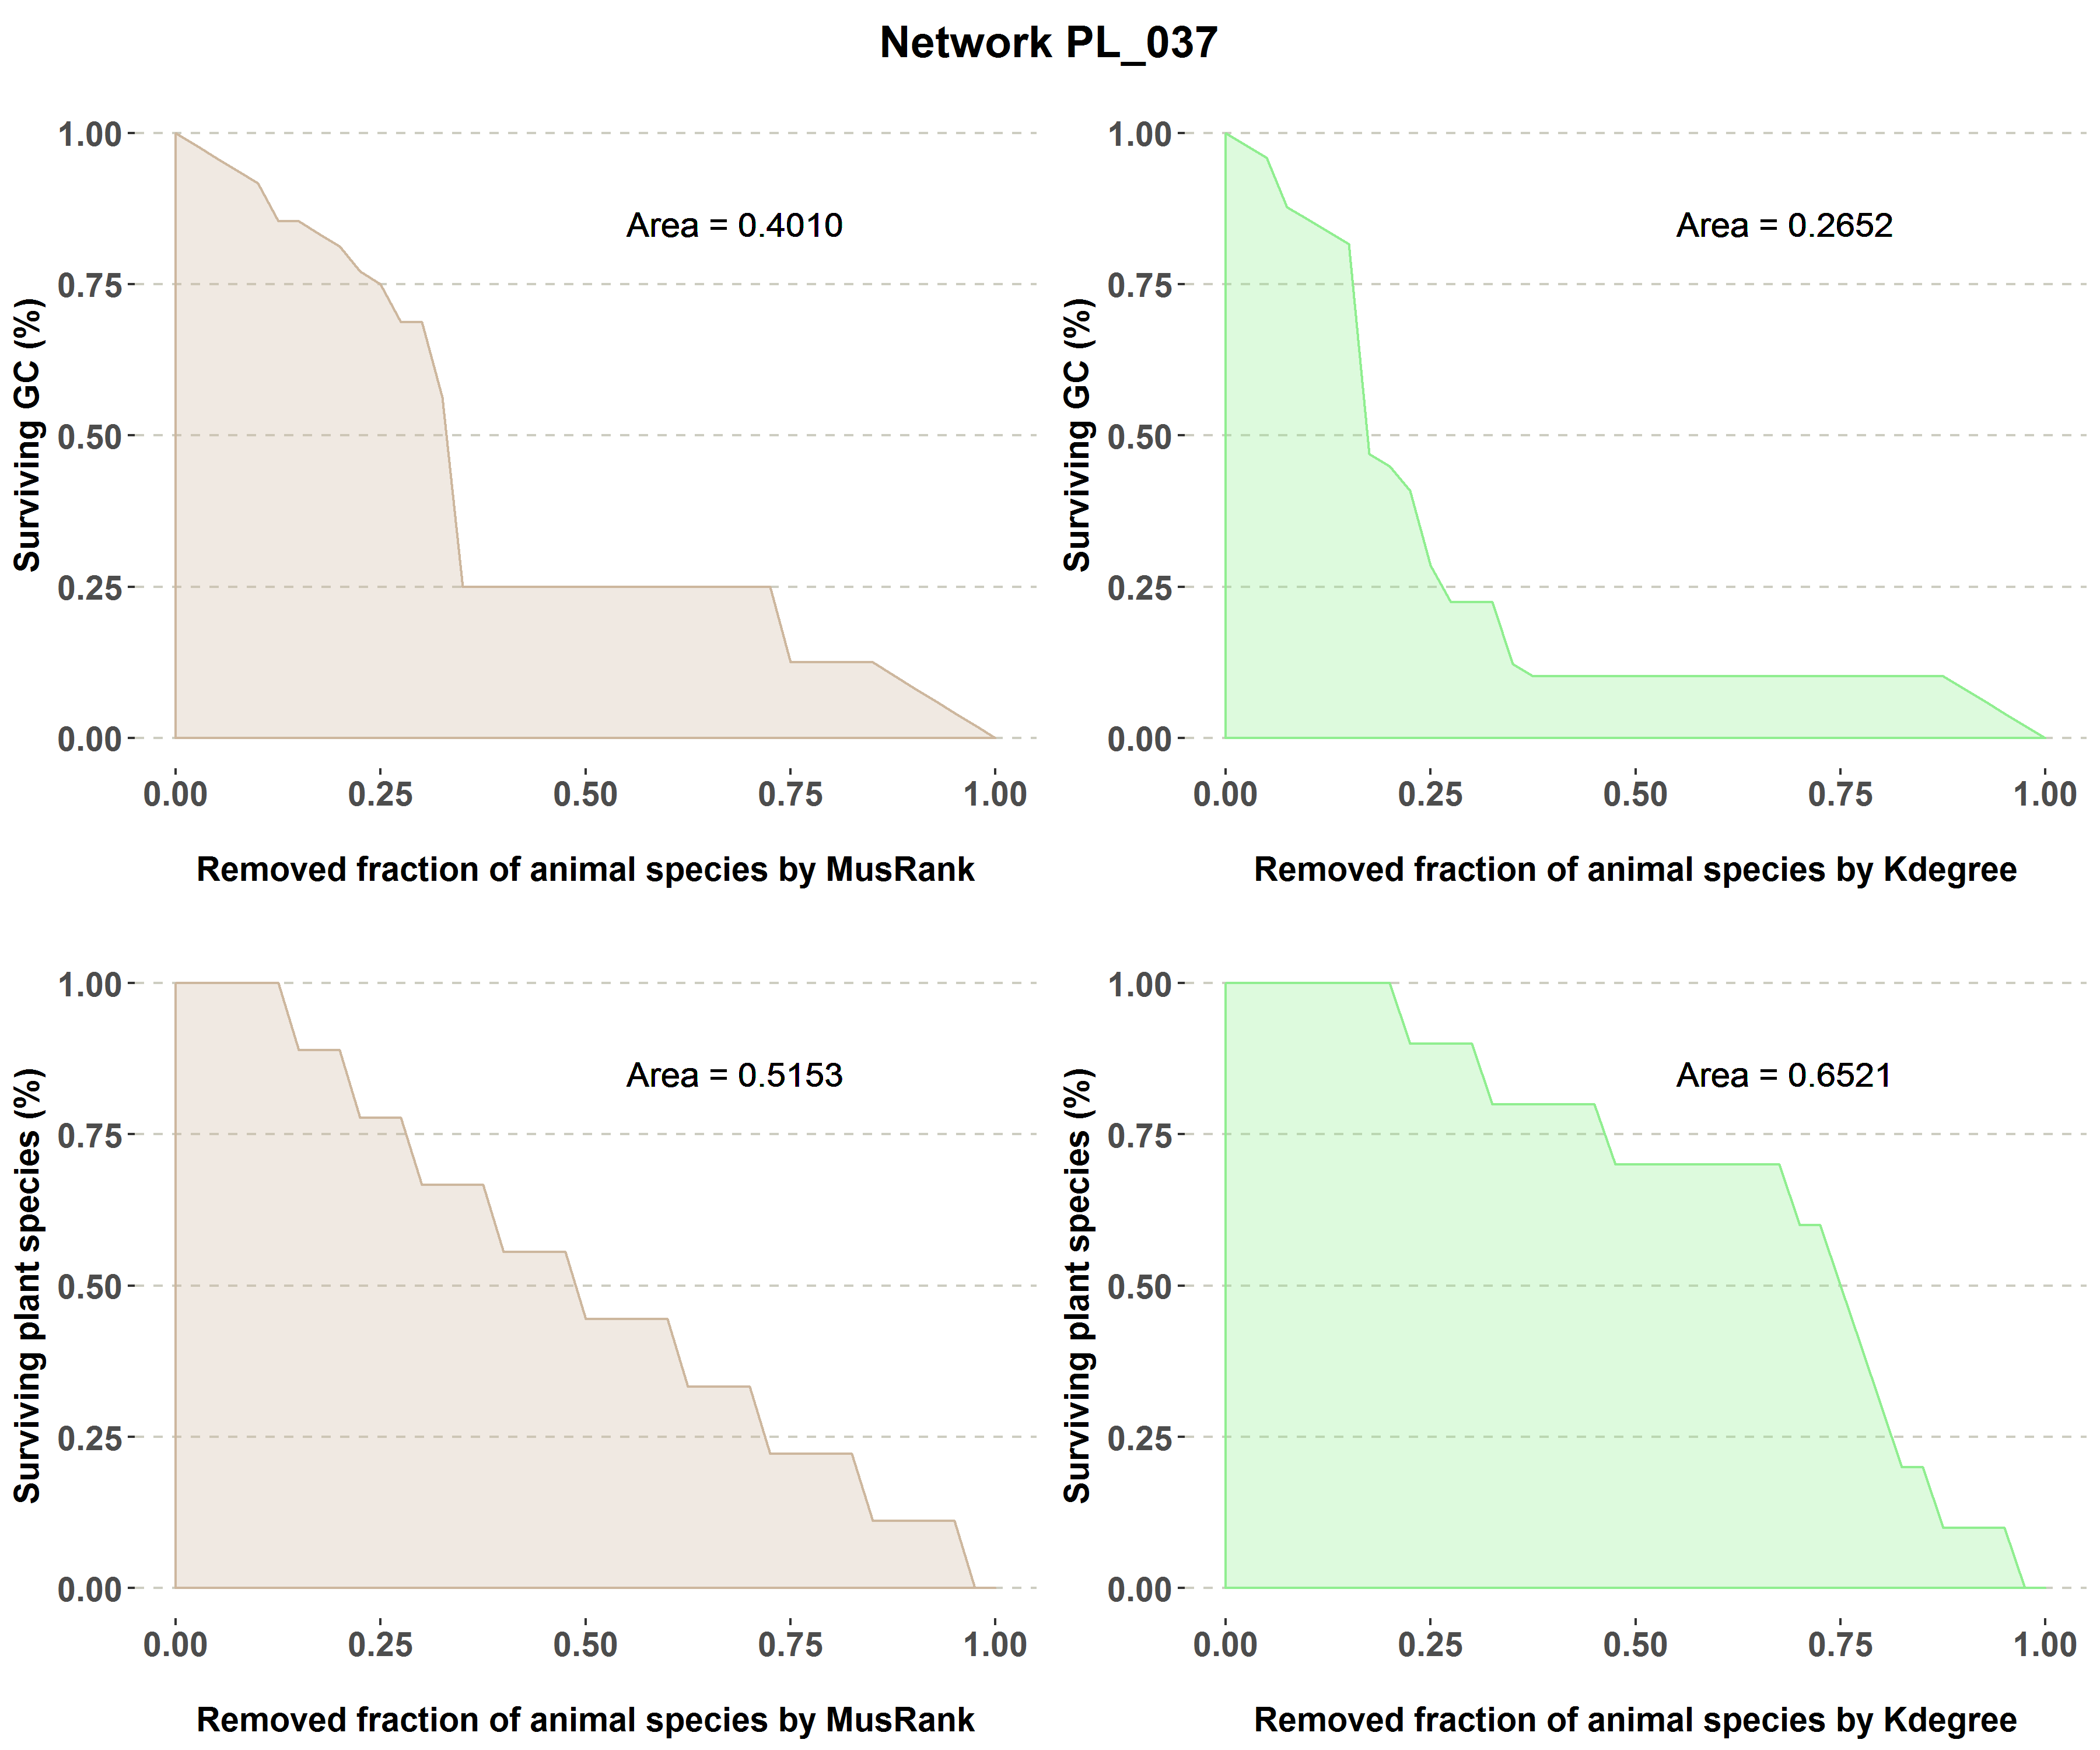 Network PL_037
Surviving GC (%)
1.00
0.75
0.50
0.25
0.00
Area = 0.4010
0.00 0.25 0.50 0.75 1.00
Removed fraction of animal species by MusRank
Surviving GC (%)
1.00
0.75
0.50
0.25
0.00
Area = 0.2652
0.00 0.25 0.50 0.75 1.00
Removed fraction of animal species by Kdegree
Surviving plant species (%)
1.00
0.75
0.50
0.25
0.00
Area = 0.5153
0.00 0.25 0.50 0.75 1.00
Removed fraction of animal species by MusRank
Surviving plant species (%)
1.00
0.75
0.50
0.25
0.00
Area = 0.6521
0.00 0.25 0.50 0.75 1.00
Removed fraction of animal species by Kdegree